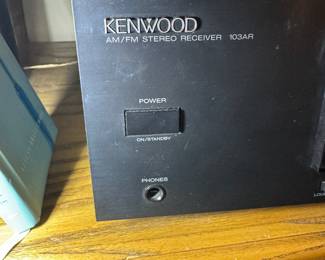 KENWOOD
AM/FM STEREO RECEIVER 103AR
POWER
ON/STANDBY
PHONES